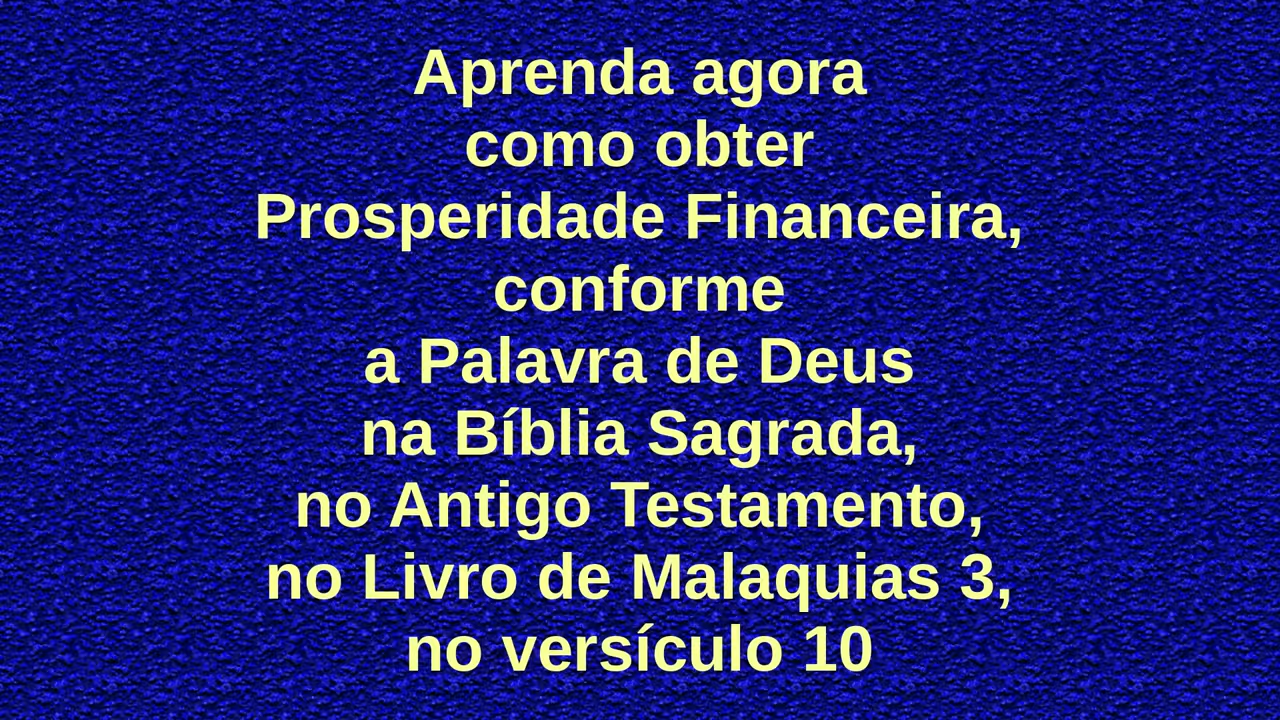 Aprenda agora
como obter
Prosperidade Financeira,
conforme
a Palavra de Deus
na Bíblia Sagrada,
no Antigo Testamento,
no Livro de Malaquias 3,
no versículo 10